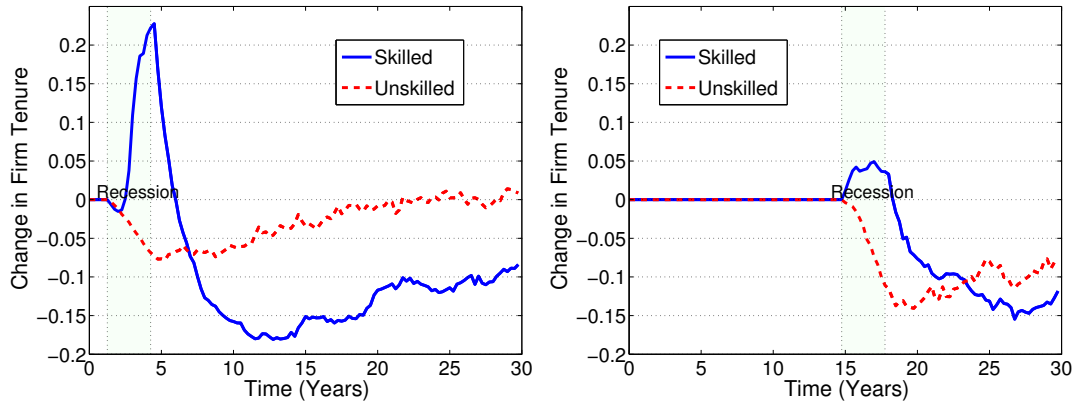 Change in Firm Tenure
0.2
0.15
0.1
0.05
0
−0.05
−0.1
−0.15
−0.2
Recession
Skilled
Unskilled
0 5 10 15 20 25 30
Time (Years)
Change in Firm Tenure
0.2
0.15
0.1
0.05
0
−0.05
−0.1
−0.15
−0.2
Skilled
Unskilled
Recession
0 5 10 15 20 25 30
Time (Years)